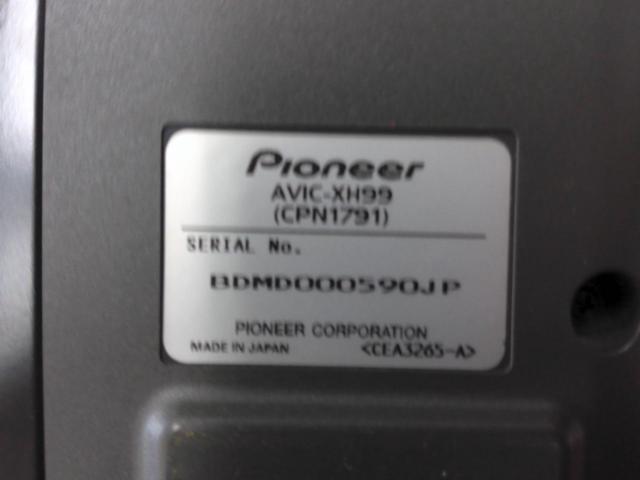 Pioneer
AVIC-XH99
(CPN1791)
SERIAL No.
BDMD000590JP
PIONEER CORPORATION
MADE IN JAPAN <CEA3265-A>